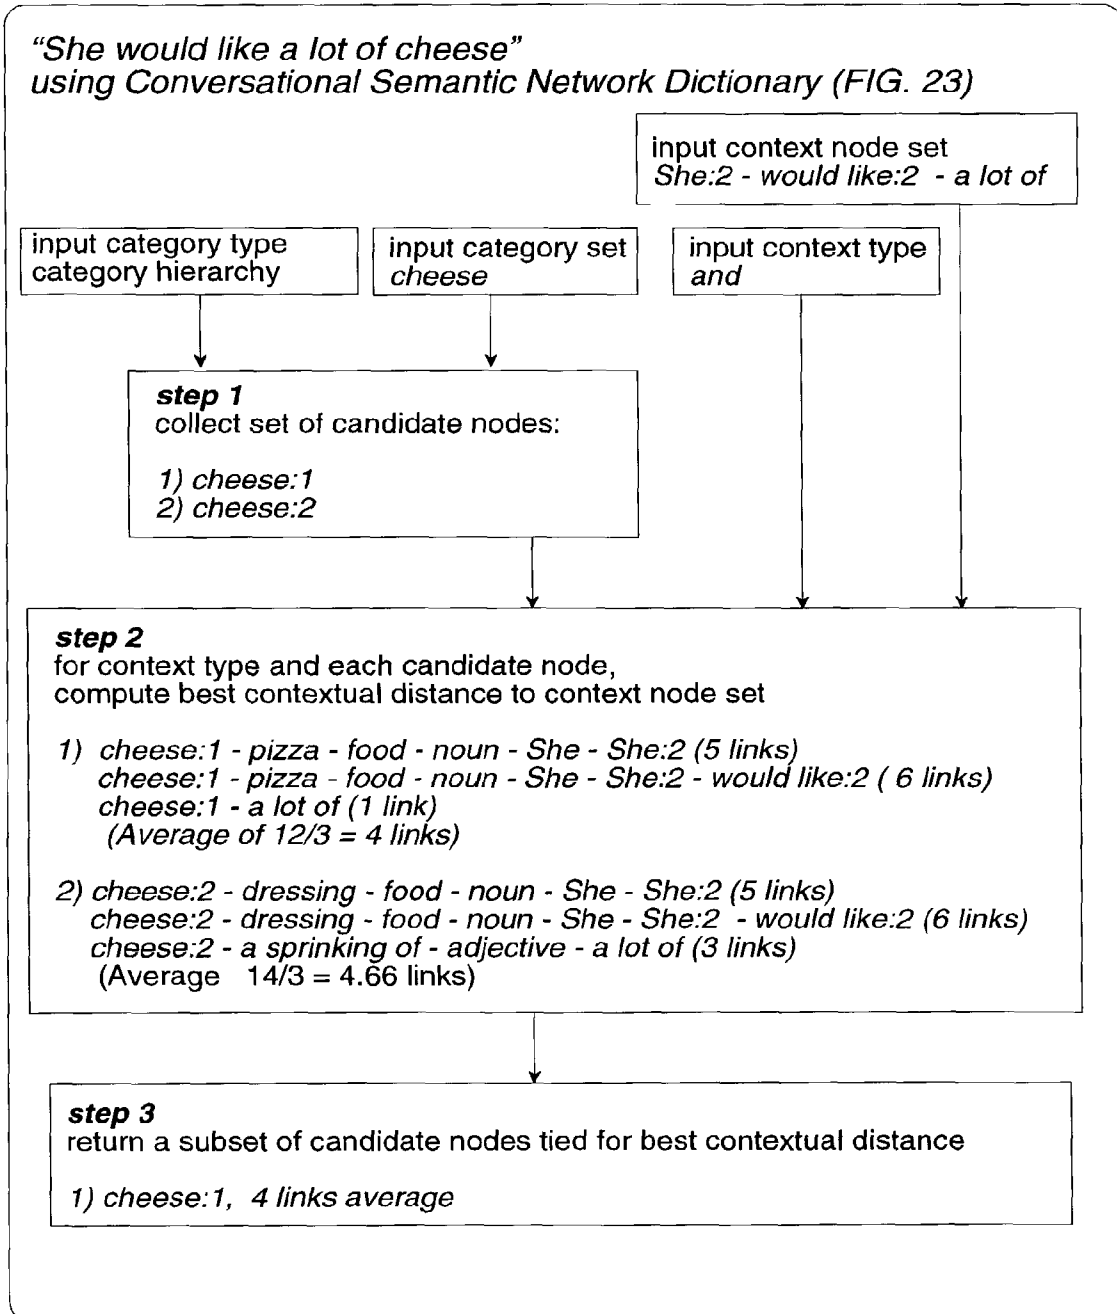 “She would like a lot of cheese”
using Conversational Semantic Network Dictionary (FIG. 23)
input context node set
She:2 - would like:2 - a lot of
input category type
category hierarchy
input category set
cheese
input context type
and
step 1
collect set of candidate nodes:
1) cheese:1
2) cheese:2
step 2
for context type and each candidate node,
compute best contextual distance to context node set
1) cheese:1 - pizza - food - noun - She - She:2 (5 links)
cheese:1 - pizza - food - noun - She - She:2 - would like:2 ( 6 links)
cheese:1 - a lot of (1 link)
(Average of 12/3 = 4 links)
2) cheese:2 - dressing - food - noun - She - She:2 (5 links)
cheese:2 - dressing - food - noun - She - She:2 - would like:2 (6 links)
cheese:2 - a sprinking of - adjective - a lot of (3 links)
(Average 14/3 = 4.66 links)
step 3
return a subset of candidate nodes tied for best contextual distance
1) cheese:1, 4 links average